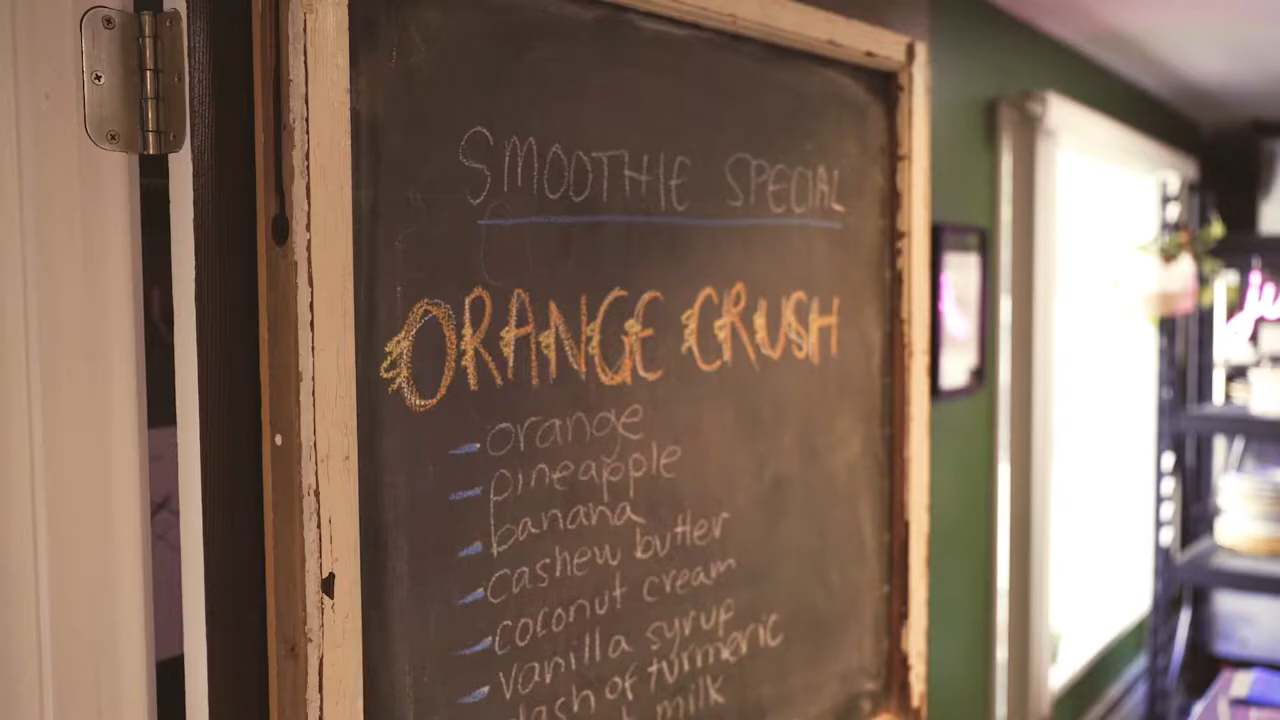 SMOOTHIE SPECIAL
ORANGE CRUSH
- orange
- pineapple
- banana
- cashew butter
- coconut cream
- vanilla syrup
dash of turmeric
milk